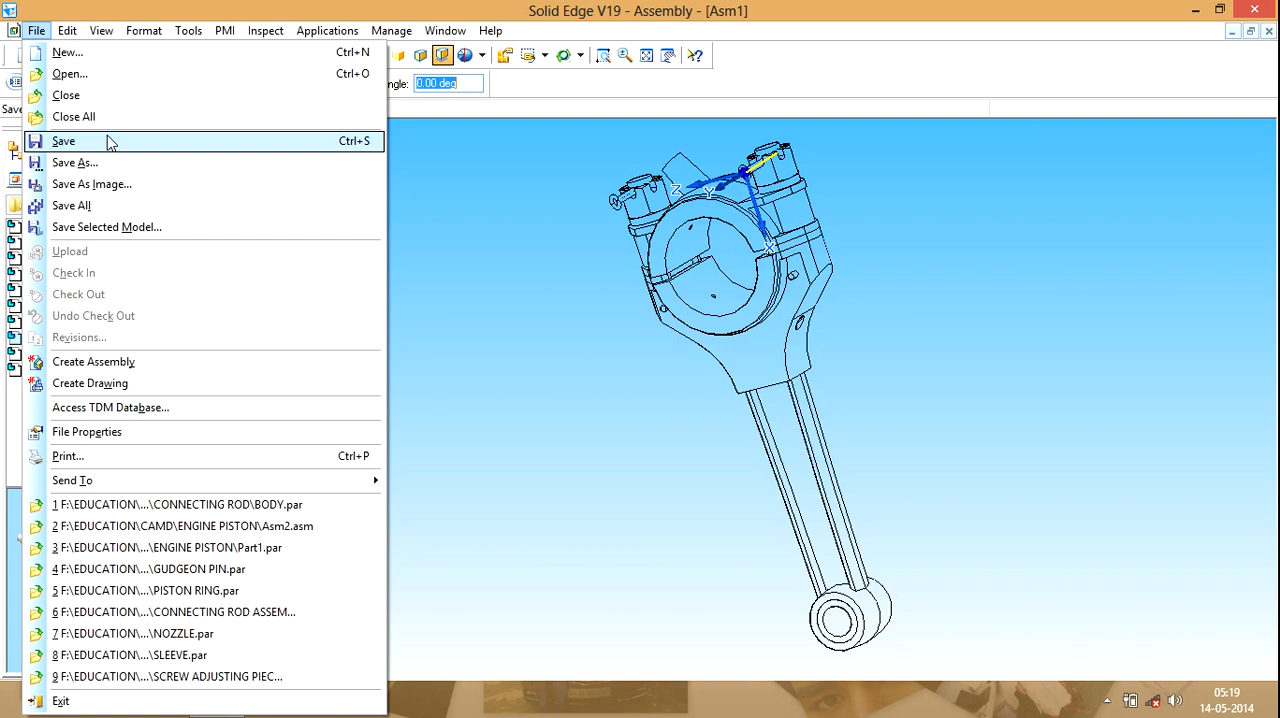 Solid Edge V19 - Assembly - [Asm1]
File Edit View Format Tools PMI Inspect Applications Manage Window Help
New... Ctrl+N
Open... Ctrl+O
ngle: 0.00 deg
Close
Save
Close All
Save Ctrl+S
Save As...
Save As Image...
Save All
Save Selected Model...
Upload
Check In
Check Out
Undo Check Out
Revisions...
Create Assembly
Create Drawing
Access TDM Database...
File Properties
Print... Ctrl+P
Send To
1 F:\EDUCATION\...\CONNECTING ROD\BODY.par
2 F:\EDUCATION\CAMD\ENGINE PISTON\Asm2.asm
3 F:\EDUCATION\...\ENGINE PISTON\Part1.par
4 F:\EDUCATION\...\GUDGEON PIN.par
5 F:\EDUCATION\...\PISTON RING.par
6 F:\EDUCATION\...\CONNECTING ROD ASSEM...
7 F:\EDUCATION\...\NOZZLE.par
8 F:\EDUCATION\...\SLEEVE.par
9 F:\EDUCATION\...\SCREW ADJUSTING PIEC...
Exit
Z
Y
X
05:19
14-05-2014